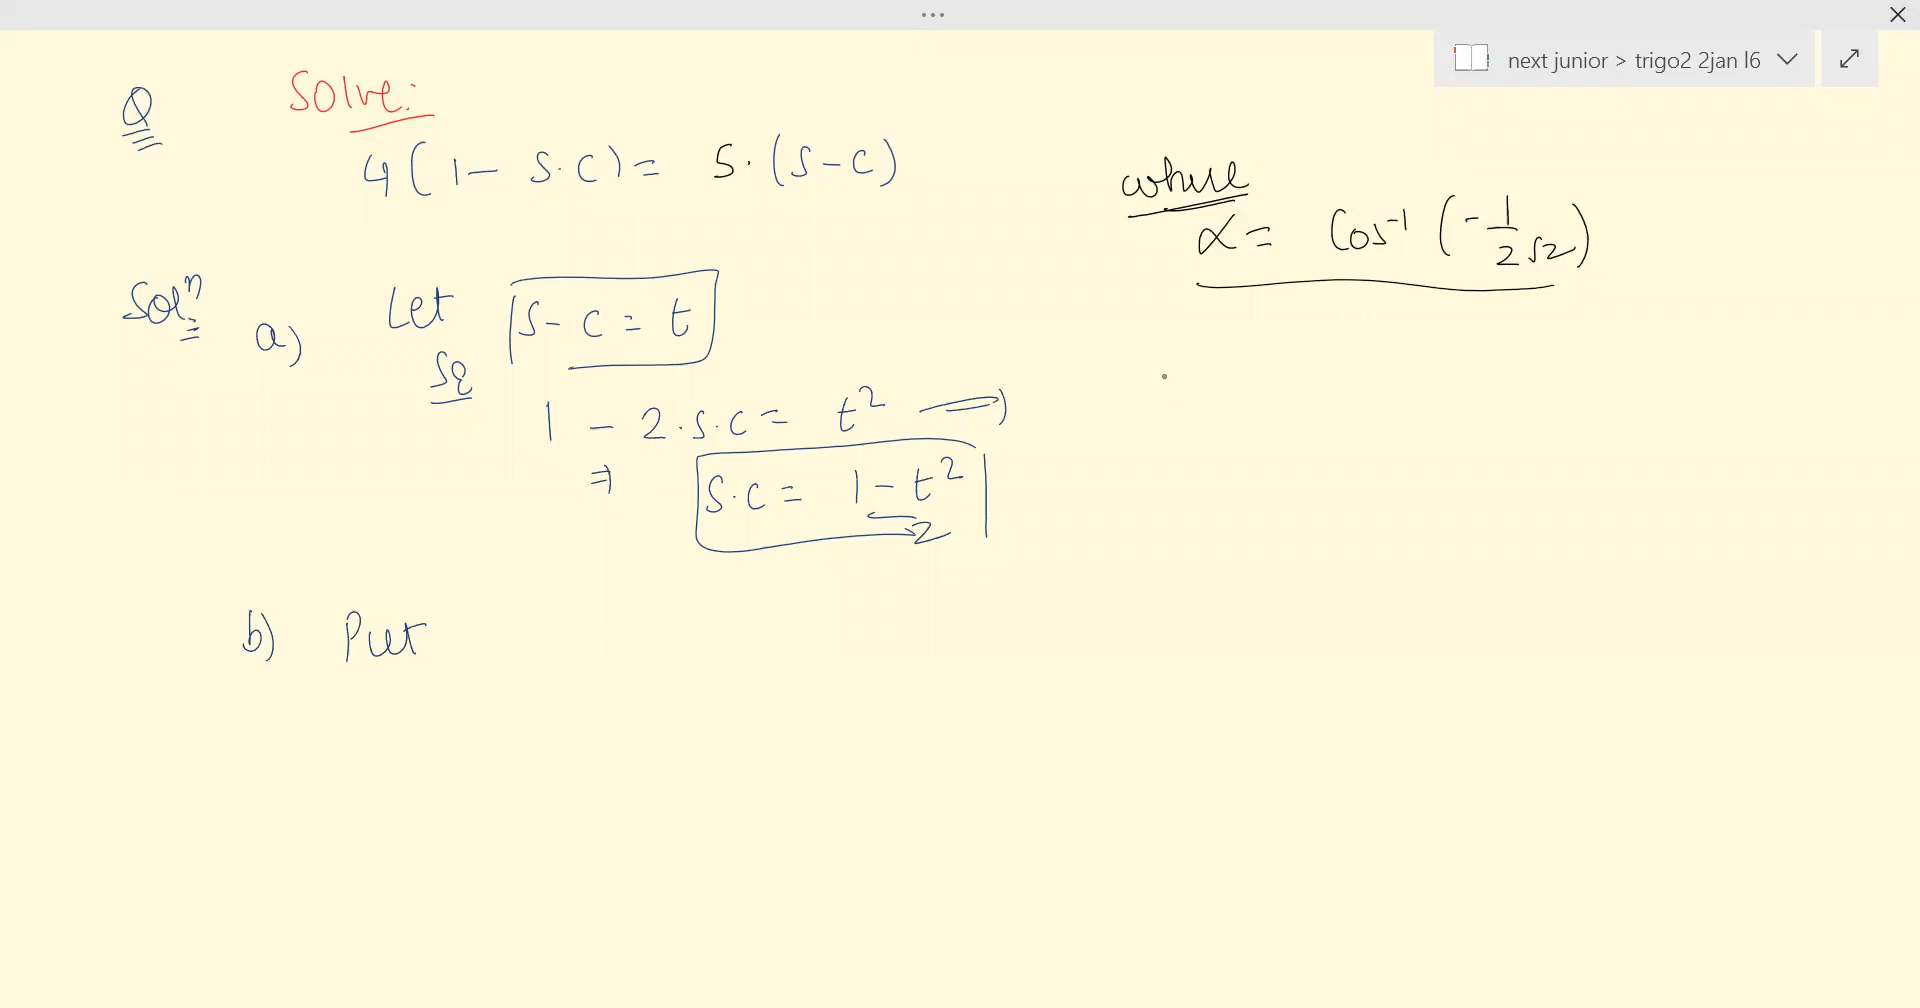 next junior > trigo2 2jan l6
Q Solve:
4(1 - s.c) = 5.(s-c)
Solⁿ a) Let s-c = t
Sq
1 - 2.s.c = t² ⟶
⇒ s.c = 1-t²/2
b) Put
where
α = Cos⁻¹(-1/2√2)